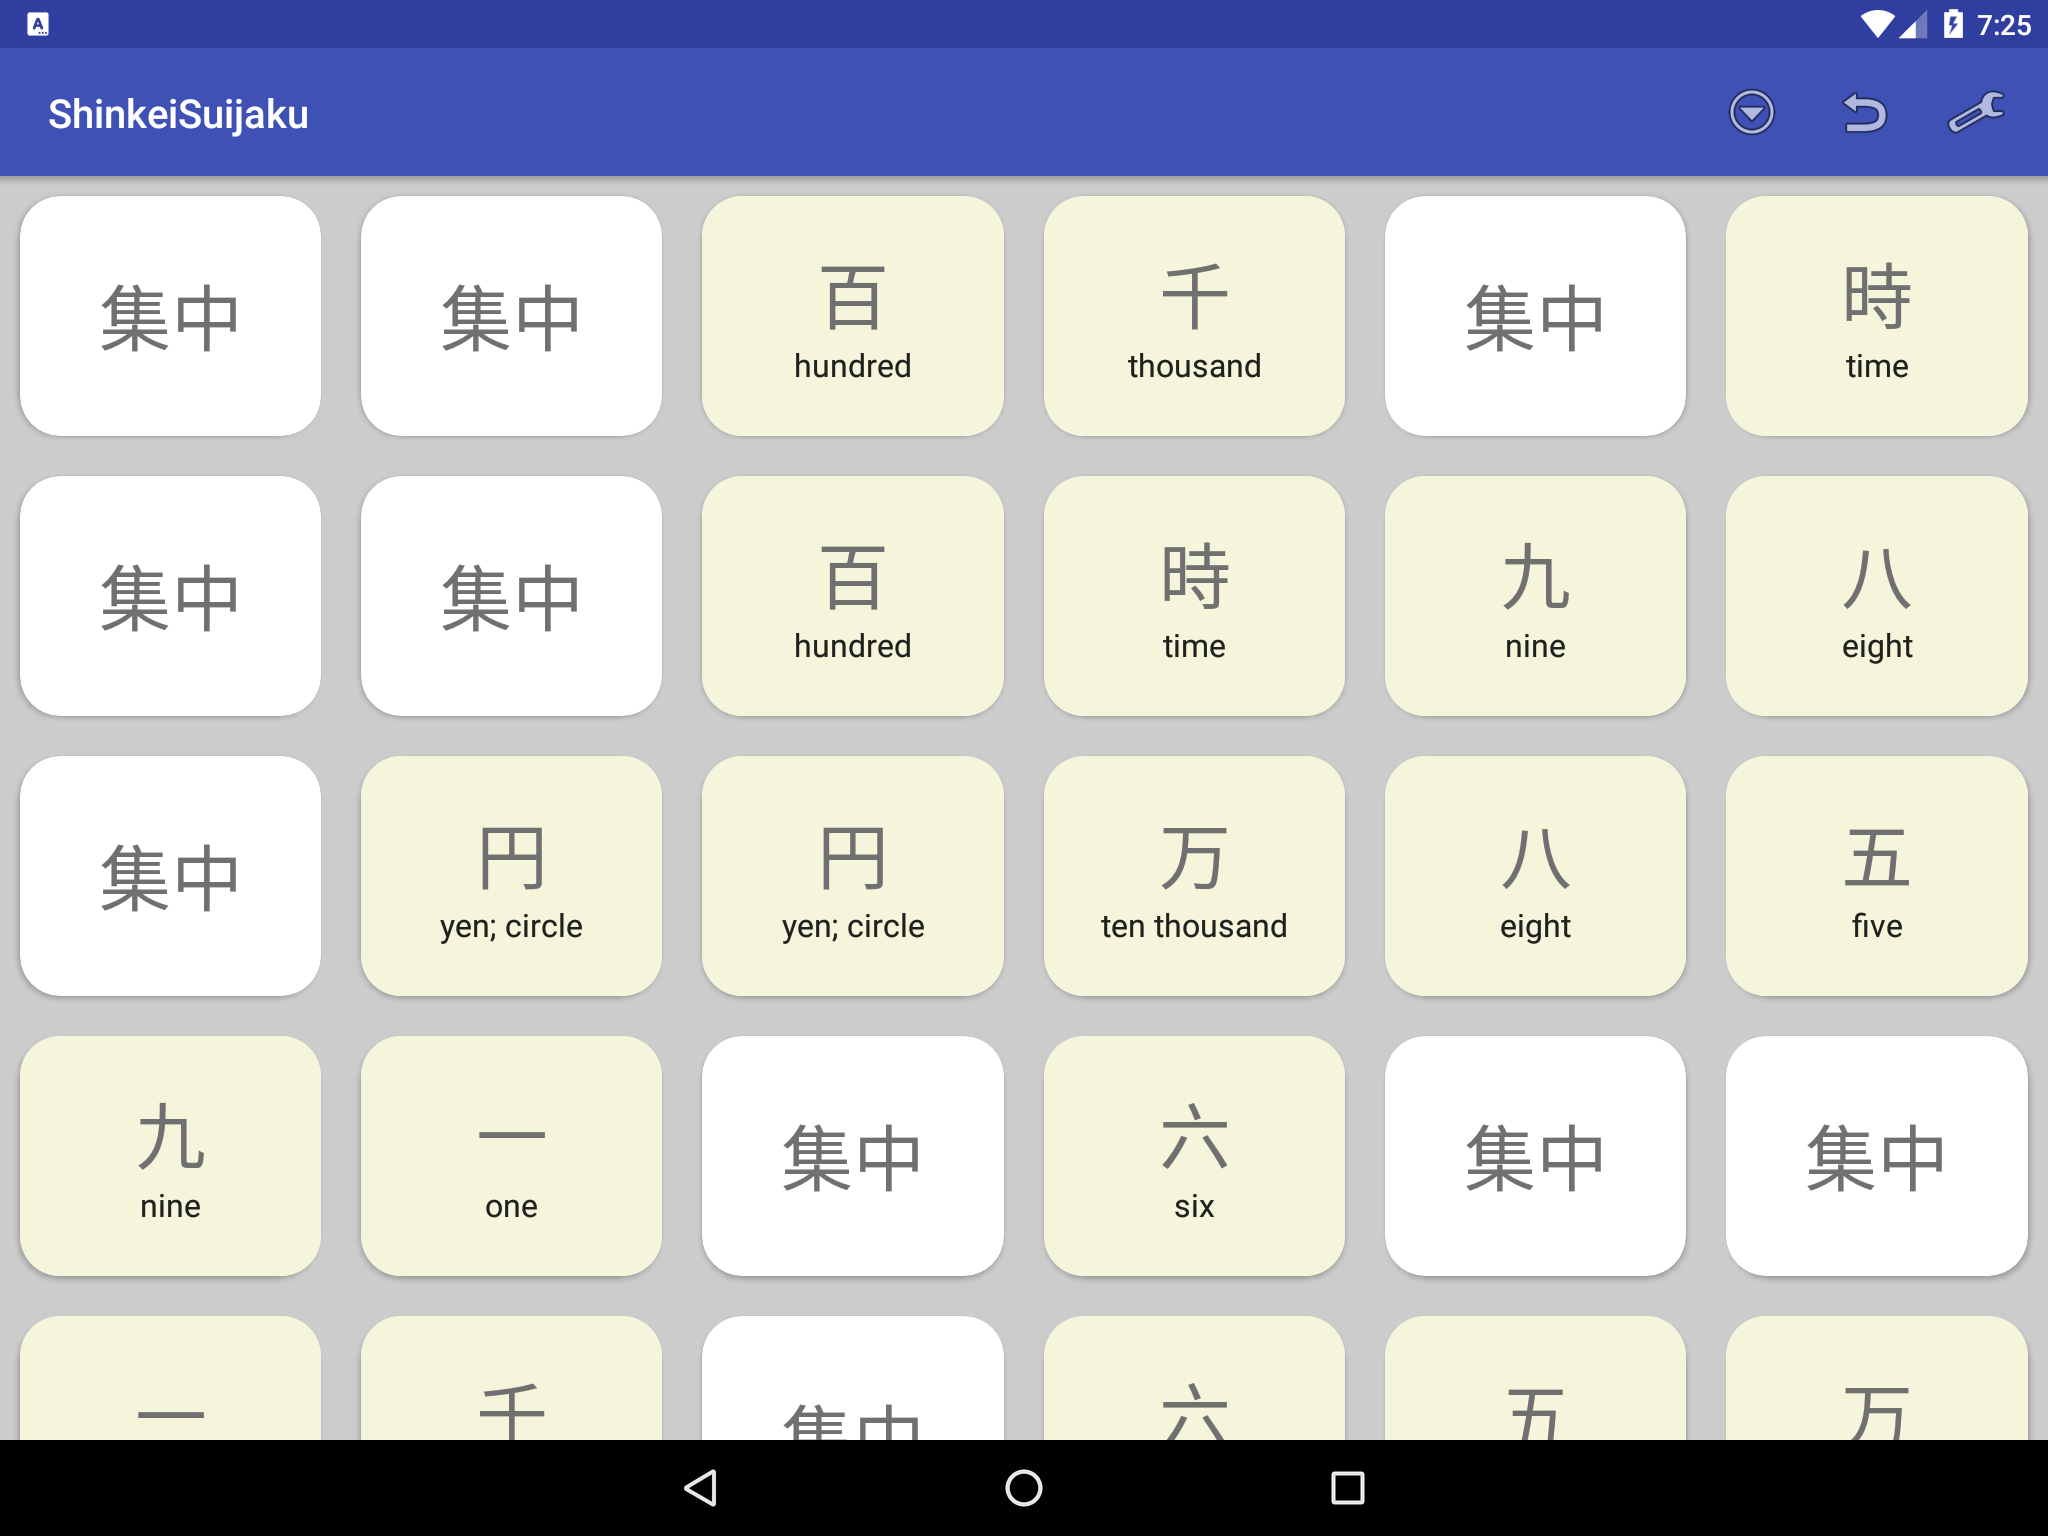 7:25
ShinkeiSuijaku
集中 集中 百 千 集中 時
hundred thousand time
集中 集中 百 時 九 八
hundred time nine eight
集中 円 円 万 八 五
yen; circle yen; circle ten thousand eight five
九 一 集中 六 集中 集中
nine one six
一 千 集中 六 五 万